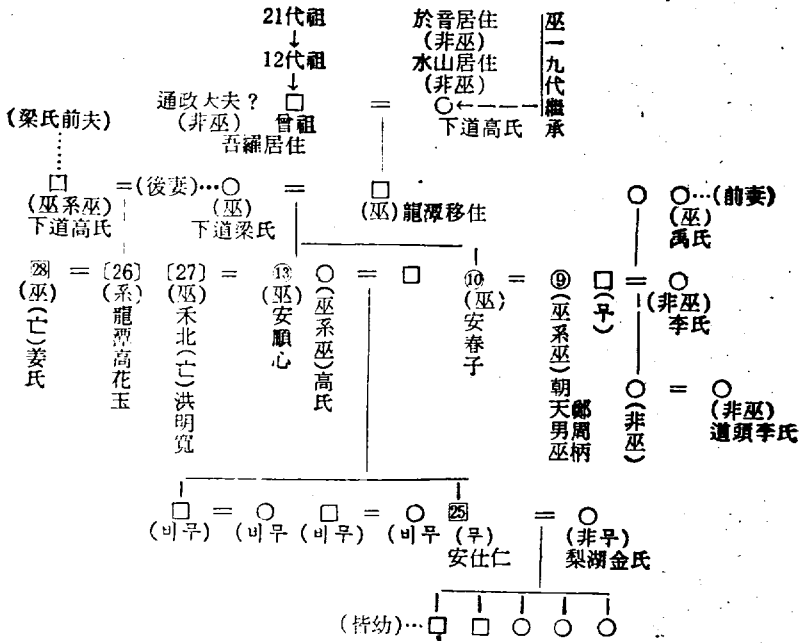 21代祖
↓
12代祖
↓
通政大夫？ □ = ○←----
(非巫) 曾祖
吾羅居住
於音居住
(非巫)
水山居住
(非巫)
下道高氏
巫一九代繼承
(梁氏前夫)
□ =(後妻)…○ = □
(巫系巫)
下道高氏
(巫)
下道梁氏
(巫)龍潭移住
○ ○…(前妻)
(巫)
禹氏
㉘ = 〔26〕 〔27〕 = ⑬ ○ = □ ⑩ = ⑨ □ = ○
(巫)(亡)姜氏
(系)龍潭高花玉
(巫)禾北(亡)洪明寬
(巫)安順心
(巫系巫)高氏
(巫)
安春子
(巫系巫)朝天男巫
鄭周柄
(무)
(非巫)
李氏
○ = ○
(非巫)
(非巫)
道頭李氏
□ = ○ □ = ○ ㉕ = ○
(비무) (비무) (비무) (비무) (무)
安仕仁
(非무)
梨湖金氏
(皆幼)…□ □ ○ ○ ○